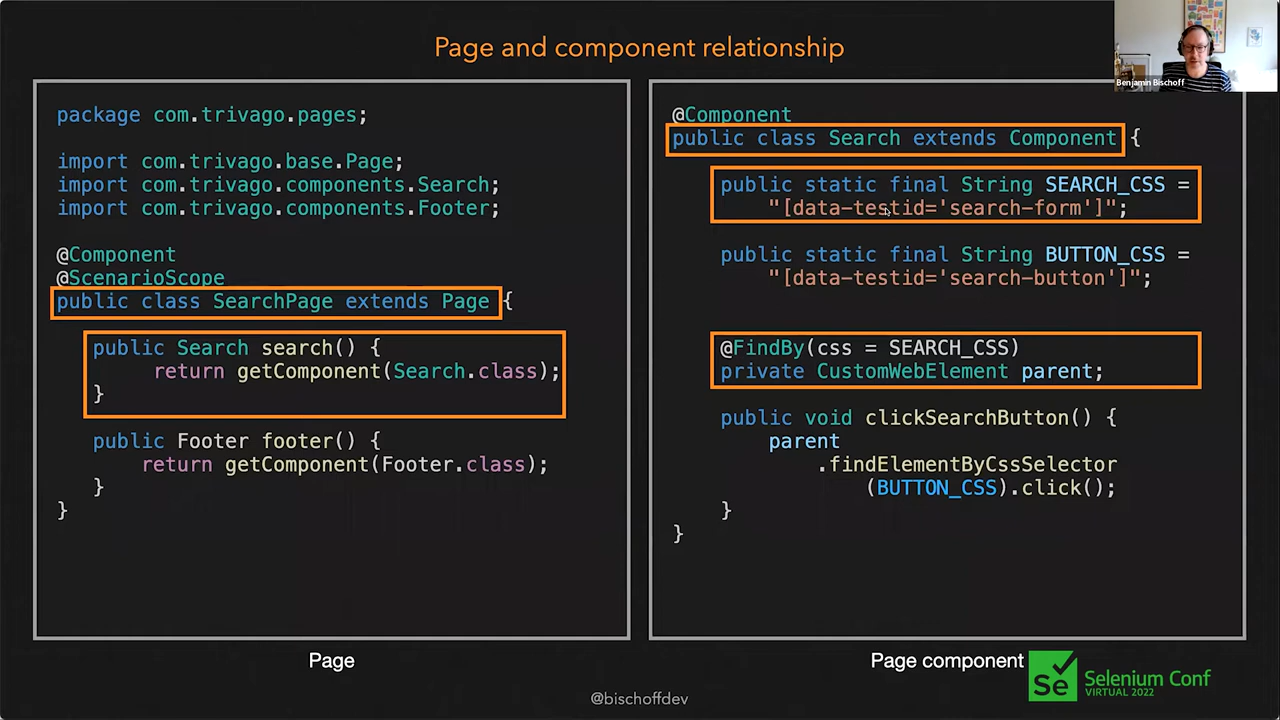 Page and component relationship
Benjamin Bischoff
package com.trivago.pages;
import com.trivago.base.Page;
import com.trivago.components.Search;
import com.trivago.components.Footer;
@Component
@ScenarioScope
public class SearchPage extends Page {
public Search search() {
return getComponent(Search.class);
}
public Footer footer() {
return getComponent(Footer.class);
}
}
Page
@Component
public class Search extends Component {
public static final String SEARCH_CSS =
"[data-testid='search-form']";
public static final String BUTTON_CSS =
"[data-testid='search-button']";
@FindBy(css = SEARCH_CSS)
private CustomWebElement parent;
public void clickSearchButton() {
parent
.findElementByCssSelector
(BUTTON_CSS).click();
}
}
Page component
@bischoffdev
Se
Selenium Conf
VIRTUAL 2022